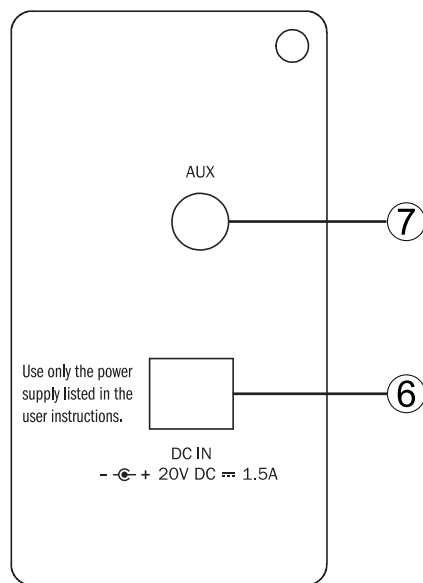 AUX
7
Use only the power
supply listed in the
user instructions.
6
DC IN
- + 20V DC ⎓ 1.5A